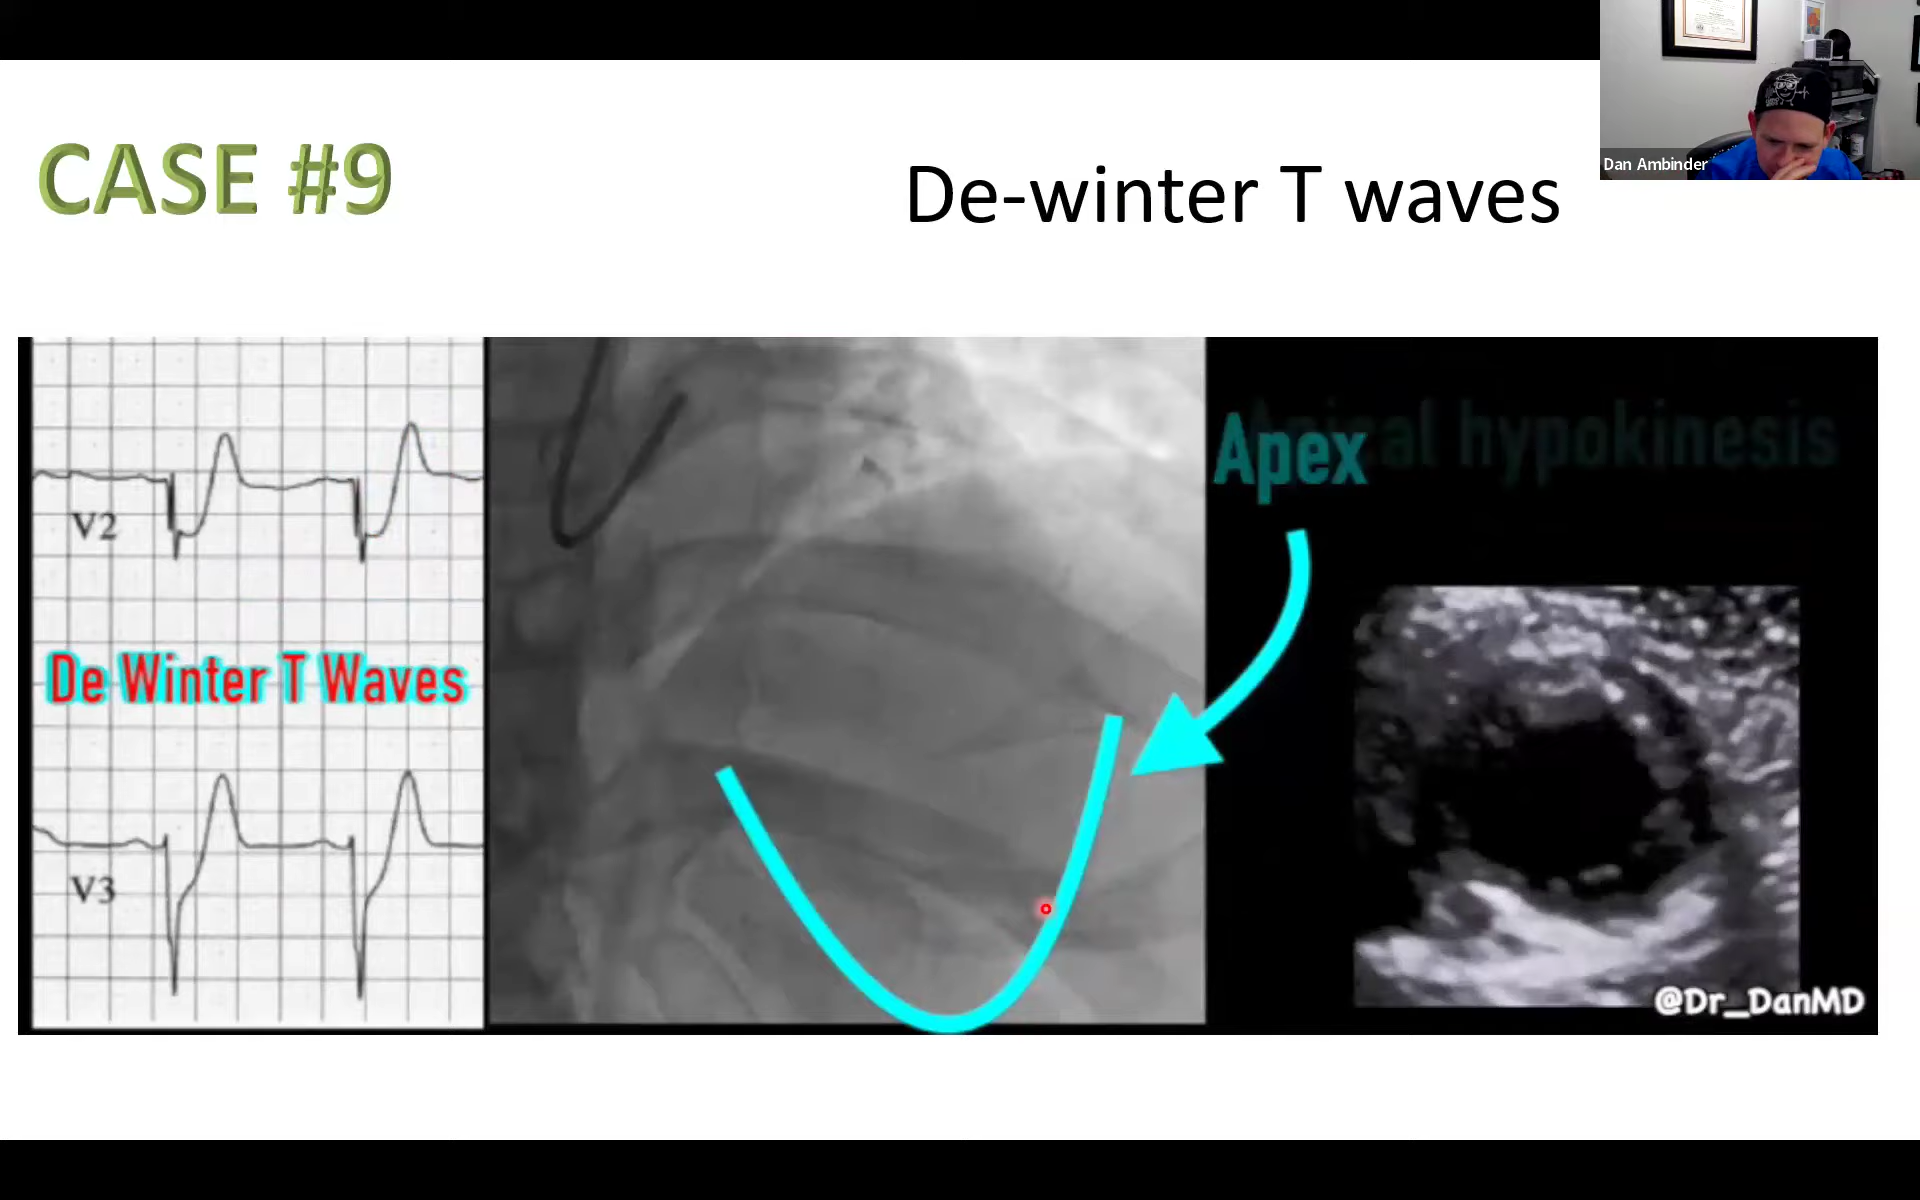 CASE #9
De-winter T waves
Dan Ambinder
V2
De Winter T Waves
V3
Apical hypokinesis
Apex
@Dr_DanMD